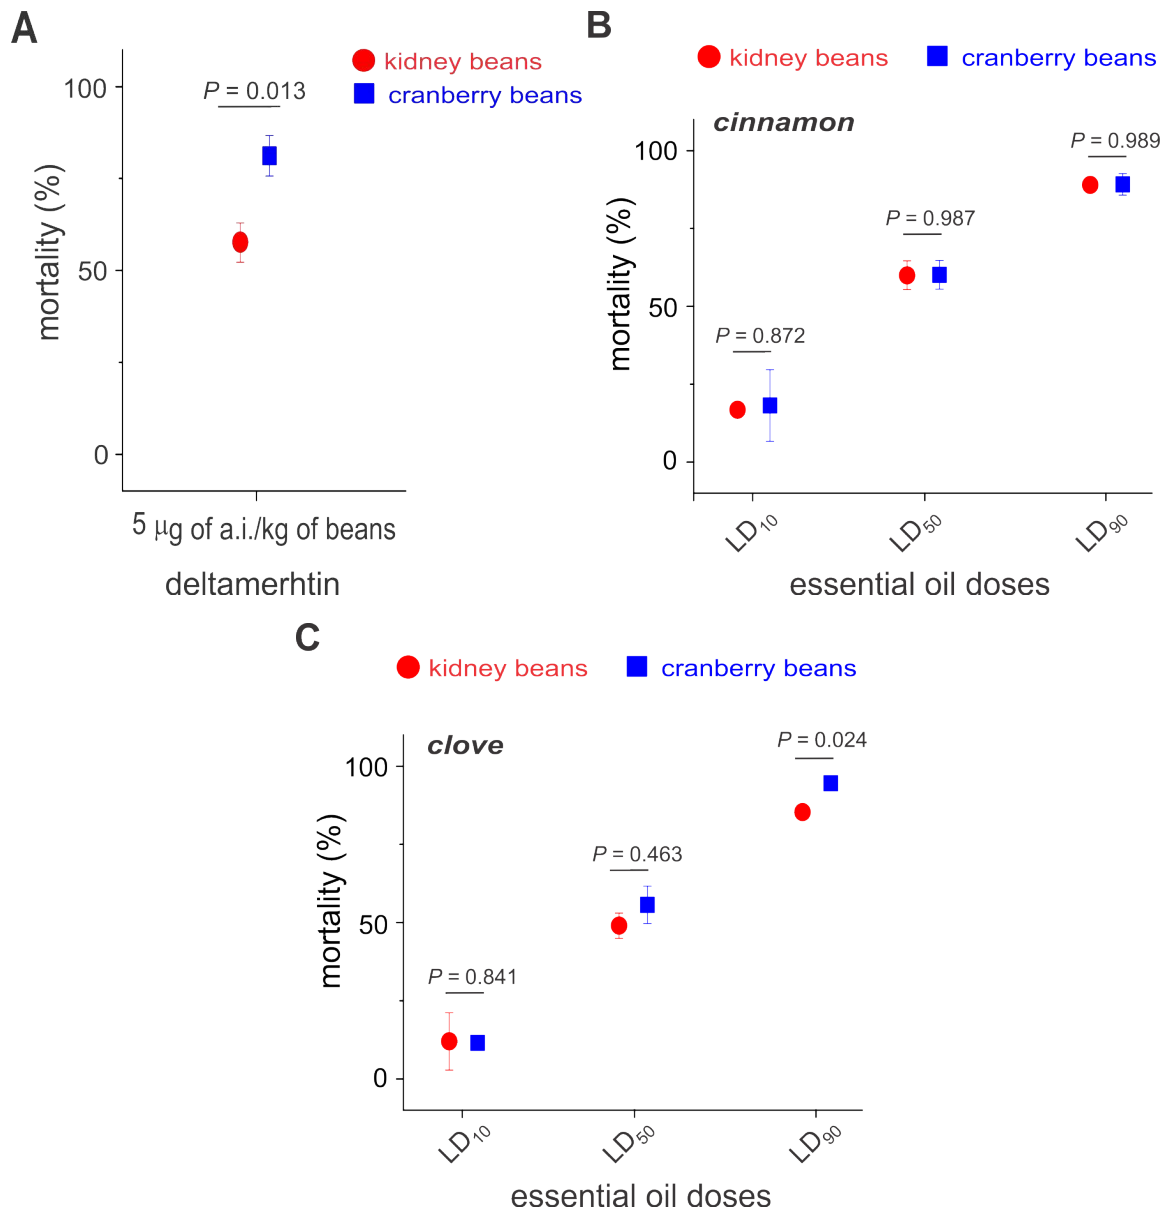 A
kidney beans
cranberry beans
P = 0.013
100
50
0
mortality (%)
5 μg of a.i./kg of beans
deltamerhtin
B
kidney beans
cranberry beans
cinnamon
P = 0.989
P = 0.987
P = 0.872
100
50
0
mortality (%)
LD10
LD50
LD90
essential oil doses
C
kidney beans
cranberry beans
clove
P = 0.024
P = 0.463
P = 0.841
100
50
0
mortality (%)
LD10
LD50
LD90
essential oil doses